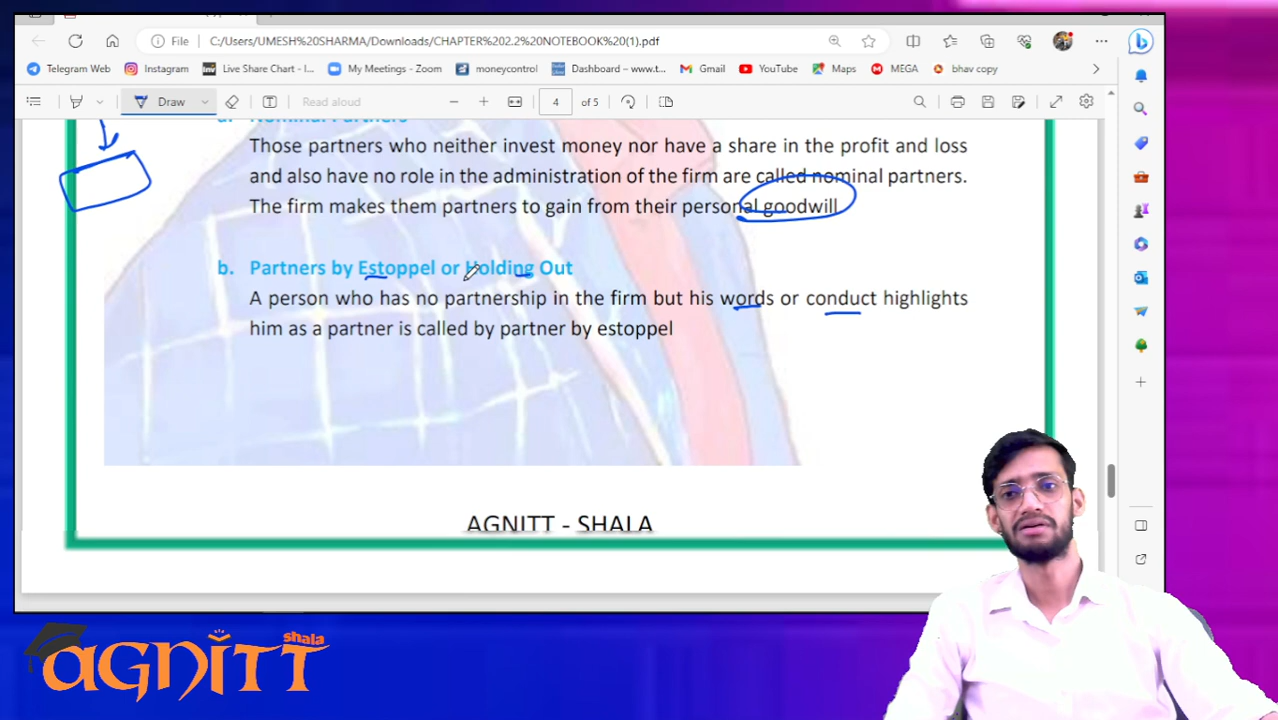 File C:/Users/UMESH%20SHARMA/Downloads/CHAPTER%202.2%20NOTEBOOK%20(1).pdf
Telegram Web Instagram Live Share Chart - I... My Meetings - Zoom moneycontrol Dashboard – www.t... Gmail YouTube Maps MEGA bhav copy
Draw Read aloud 4 of 5
Nominal Partners
Those partners who neither invest money nor have a share in the profit and loss
and also have no role in the administration of the firm are called nominal partners.
The firm makes them partners to gain from their personal goodwill
b. Partners by Estoppel or Holding Out
A person who has no partnership in the firm but his words or conduct highlights
him as a partner is called by partner by estoppel
AGNITT - SHALA
shala
aGNITT